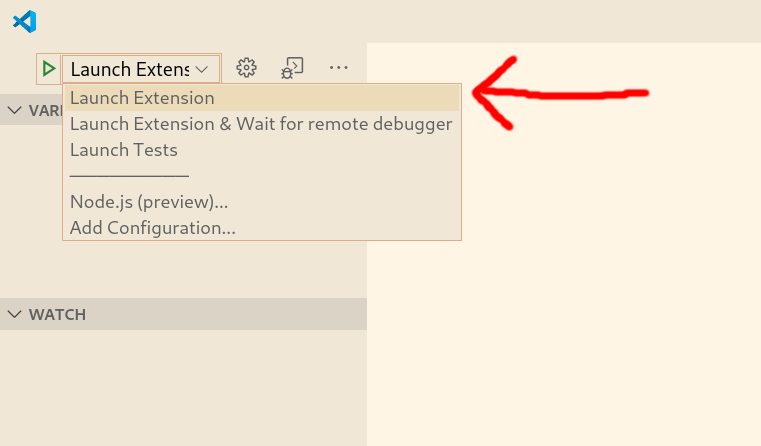 Launch Extens
Launch Extension
VARI
Launch Extension & Wait for remote debugger
Launch Tests
Node.js (preview)...
Add Configuration...
WATCH